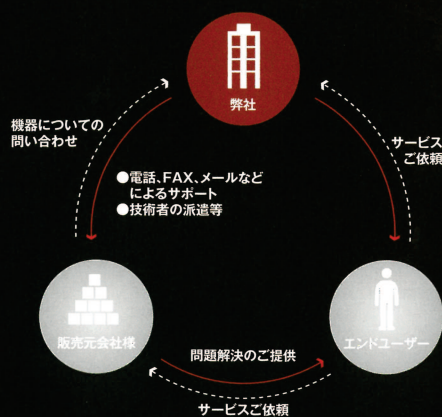 弊社
機器についての
問い合わせ
サービス
ご依頼
●電話、FAX、メールなど
によるサポート
●技術者の派遣等
販売元会社様
エンドユーザー
問題解決のご提供
サービスご依頼